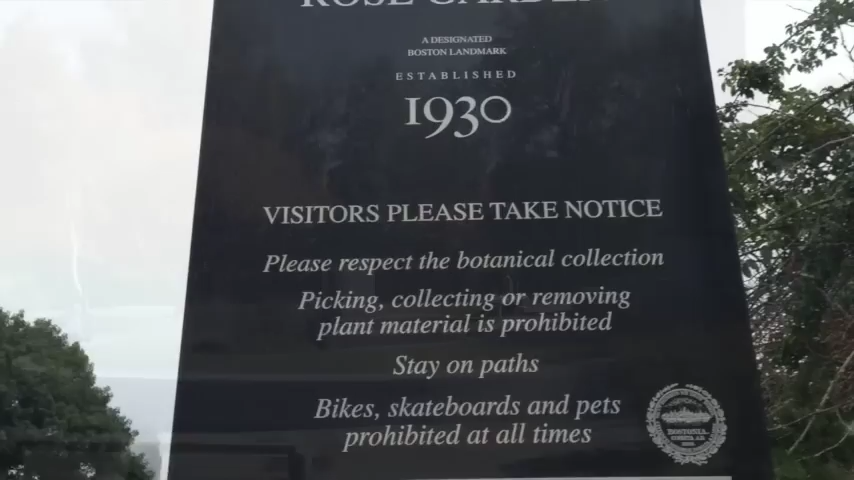 ROSE GARDEN
A DESIGNATED
BOSTON LANDMARK
ESTABLISHED
1930
VISITORS PLEASE TAKE NOTICE
Please respect the botanical collection
Picking, collecting or removing
plant material is prohibited
Stay on paths
Bikes, skateboards and pets
prohibited at all times
BOSTONIA